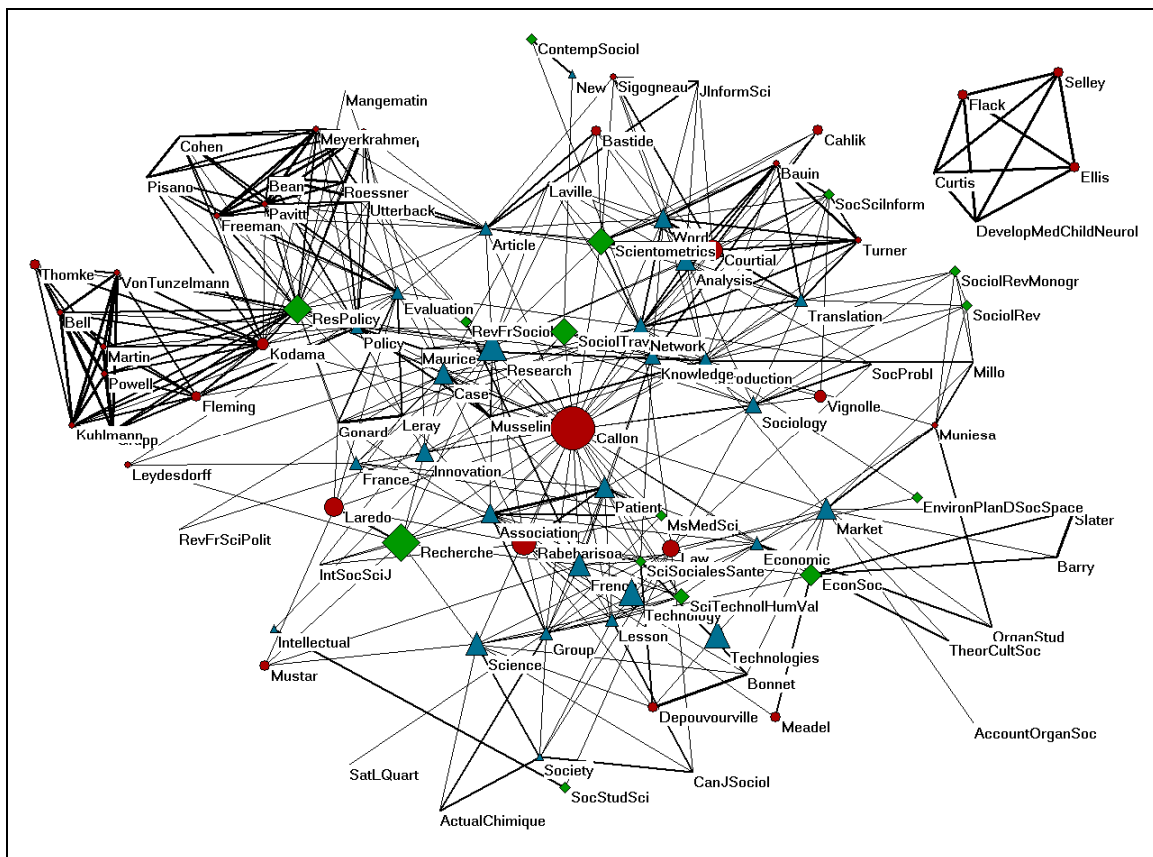 ContempSociol
New
Sigogneau
JInformSci
Selley
Flack
Mangematin
Cohen
Meyerkrahmer
Bastide
Cahlik
Bauin
Ellis
Pisano
Bean
Roessner
Laville
SocSciInform
Curtis
Utterback
Pavitt
Freeman
Article
Word
Scientometrics
Courtial
Turner
DevelopMedChildNeurol
Thomke
VonTunzelmann
Analysis
SociolRevMonogr
Evaluation
Translation
SociolRev
ResPolicy
Bell
Policy
RevFrSociol
SociolTrav
Network
Martin
Kodama
Maurice
Research
Knowledge
SocProbl
Millo
Powell
Case
Fleming
Vignolle
Kuhlmann
Gonard
Leray
Musselin
Callon
Sociology
Muniesa
Leydesdorff
France
Innovation
Patient
EnvironPlanDSocSpace
Laredo
Association
MsMedSci
Market
Slater
RevFrSciPolit
Recherche
Rabeharisoa
Law
Economic
IntSocSciJ
SciSocialesSante
EconSoc
Barry
SciTechnolHumVal
Technology
Intellectual
Group
Lesson
OrganStud
TheorCultSoc
Science
Technologies
Mustar
Bonnet
Depouvourville
Meadel
AccountOrganSoc
SatLQuart
Society
CanJSociol
SocStudSci
ActualChimique